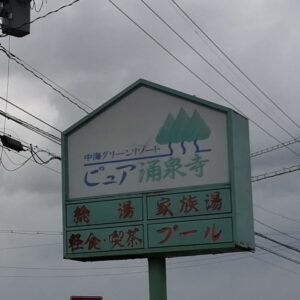 中海グリーンリゾート
ピュア涌泉寺
総湯 家族湯
軽食・喫茶 プール